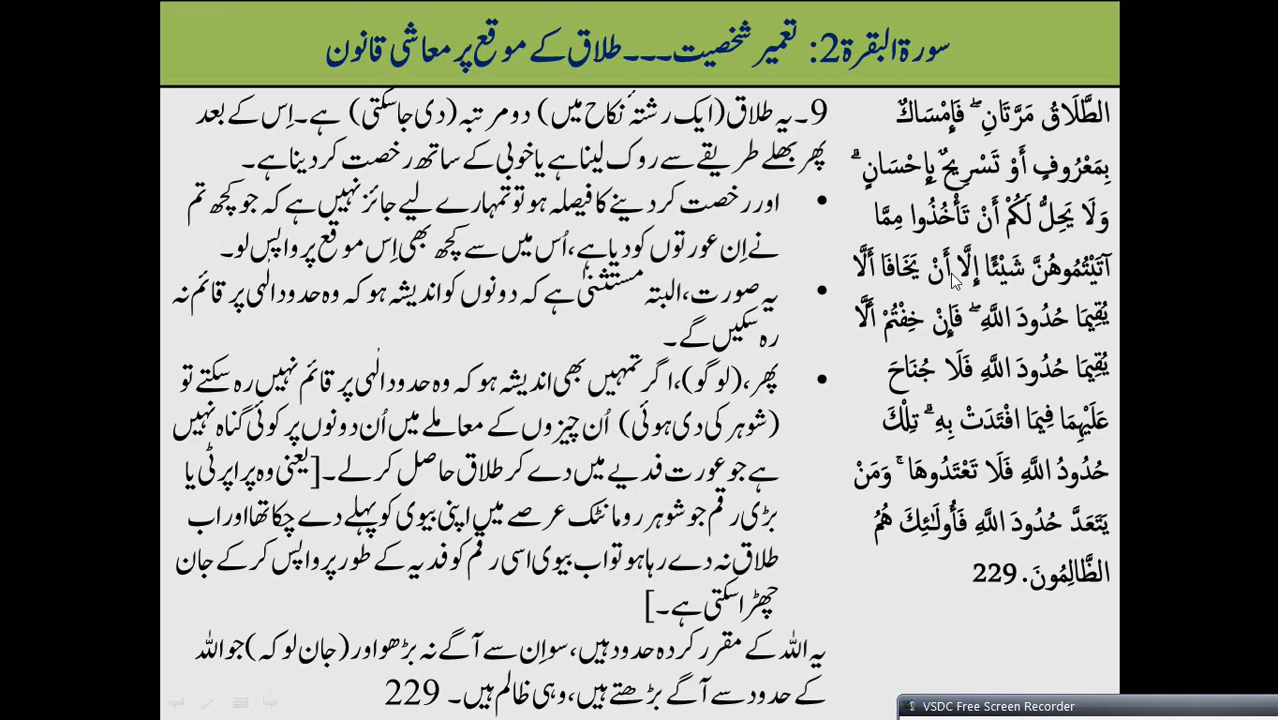 سورۃ البقرۃ 2: تعمیر شخصیت۔۔۔طلاق کے موقع پر معاشی قانون
الطَّلَاقُ مَرَّتَانِ ۖ فَإِمْسَاكٌ
بِمَعْرُوفٍ أَوْ تَسْرِيحٌ بِإِحْسَانٍ ۗ
وَلَا يَحِلُّ لَكُمْ أَنْ تَأْخُذُوا مِمَّا
آتَيْتُمُوهُنَّ شَيْئًا إِلَّا أَنْ يَخَافَا أَلَّا
يُقِيمَا حُدُودَ اللَّهِ ۖ فَإِنْ خِفْتُمْ أَلَّا
يُقِيمَا حُدُودَ اللَّهِ فَلَا جُنَاحَ
عَلَيْهِمَا فِيمَا افْتَدَتْ بِهِ ۗ تِلْكَ
حُدُودُ اللَّهِ فَلَا تَعْتَدُوهَا ۚ وَمَنْ
يَتَعَدَّ حُدُودَ اللَّهِ فَأُولَٰئِكَ هُمُ
الظَّالِمُونَ. 229
9۔ یہ طلاق (ایک رشتۂ نکاح میں) دو مرتبہ (دی جا سکتی) ہے۔ اِس کے بعد
پھر بھلے طریقے سے روک لینا ہے یا خوبی کے ساتھ رخصت کر دینا ہے۔
• اور رخصت کر دینے کا فیصلہ ہو تو تمہارے لیے جائز نہیں ہے کہ جو کچھ تم
نے اِن عورتوں کو دیا ہے، اُس میں سے کچھ بھی اِس موقع پر واپس لو۔
• یہ صورت، البتہ مستثنیٰ ہے کہ دونوں کو اندیشہ ہو کہ وہ حدود الٰہی پر قائم نہ
رہ سکیں گے۔
• پھر، (لوگو)، اگر تمہیں بھی اندیشہ ہو کہ وہ حدود الٰہی پر قائم نہیں رہ سکتے تو
(شوہر کی دی ہوئی) اُن چیزوں کے معاملے میں اُن دونوں پر کوئی گناہ نہیں
ہے جو عورت فدیے میں دے کر طلاق حاصل کر لے۔ [یعنی وہ پراپرٹی یا
بڑی رقم جو شوہر رومانٹک عرصے میں اپنی بیوی کو پہلے دے چکا تھا اور اب
طلاق نہ دے رہا ہو تو اب بیوی اسی رقم کو فدیہ کے طور پر واپس کر کے جان
چھڑا سکتی ہے۔]
یہ اللہ کے مقرر کردہ حدود ہیں، سو اِن سے آگے نہ بڑھو اور (جان لو کہ) جو اللہ
کے حدود سے آگے بڑھتے ہیں، وہی ظالم ہیں۔ 229
VSDC Free Screen Recorder